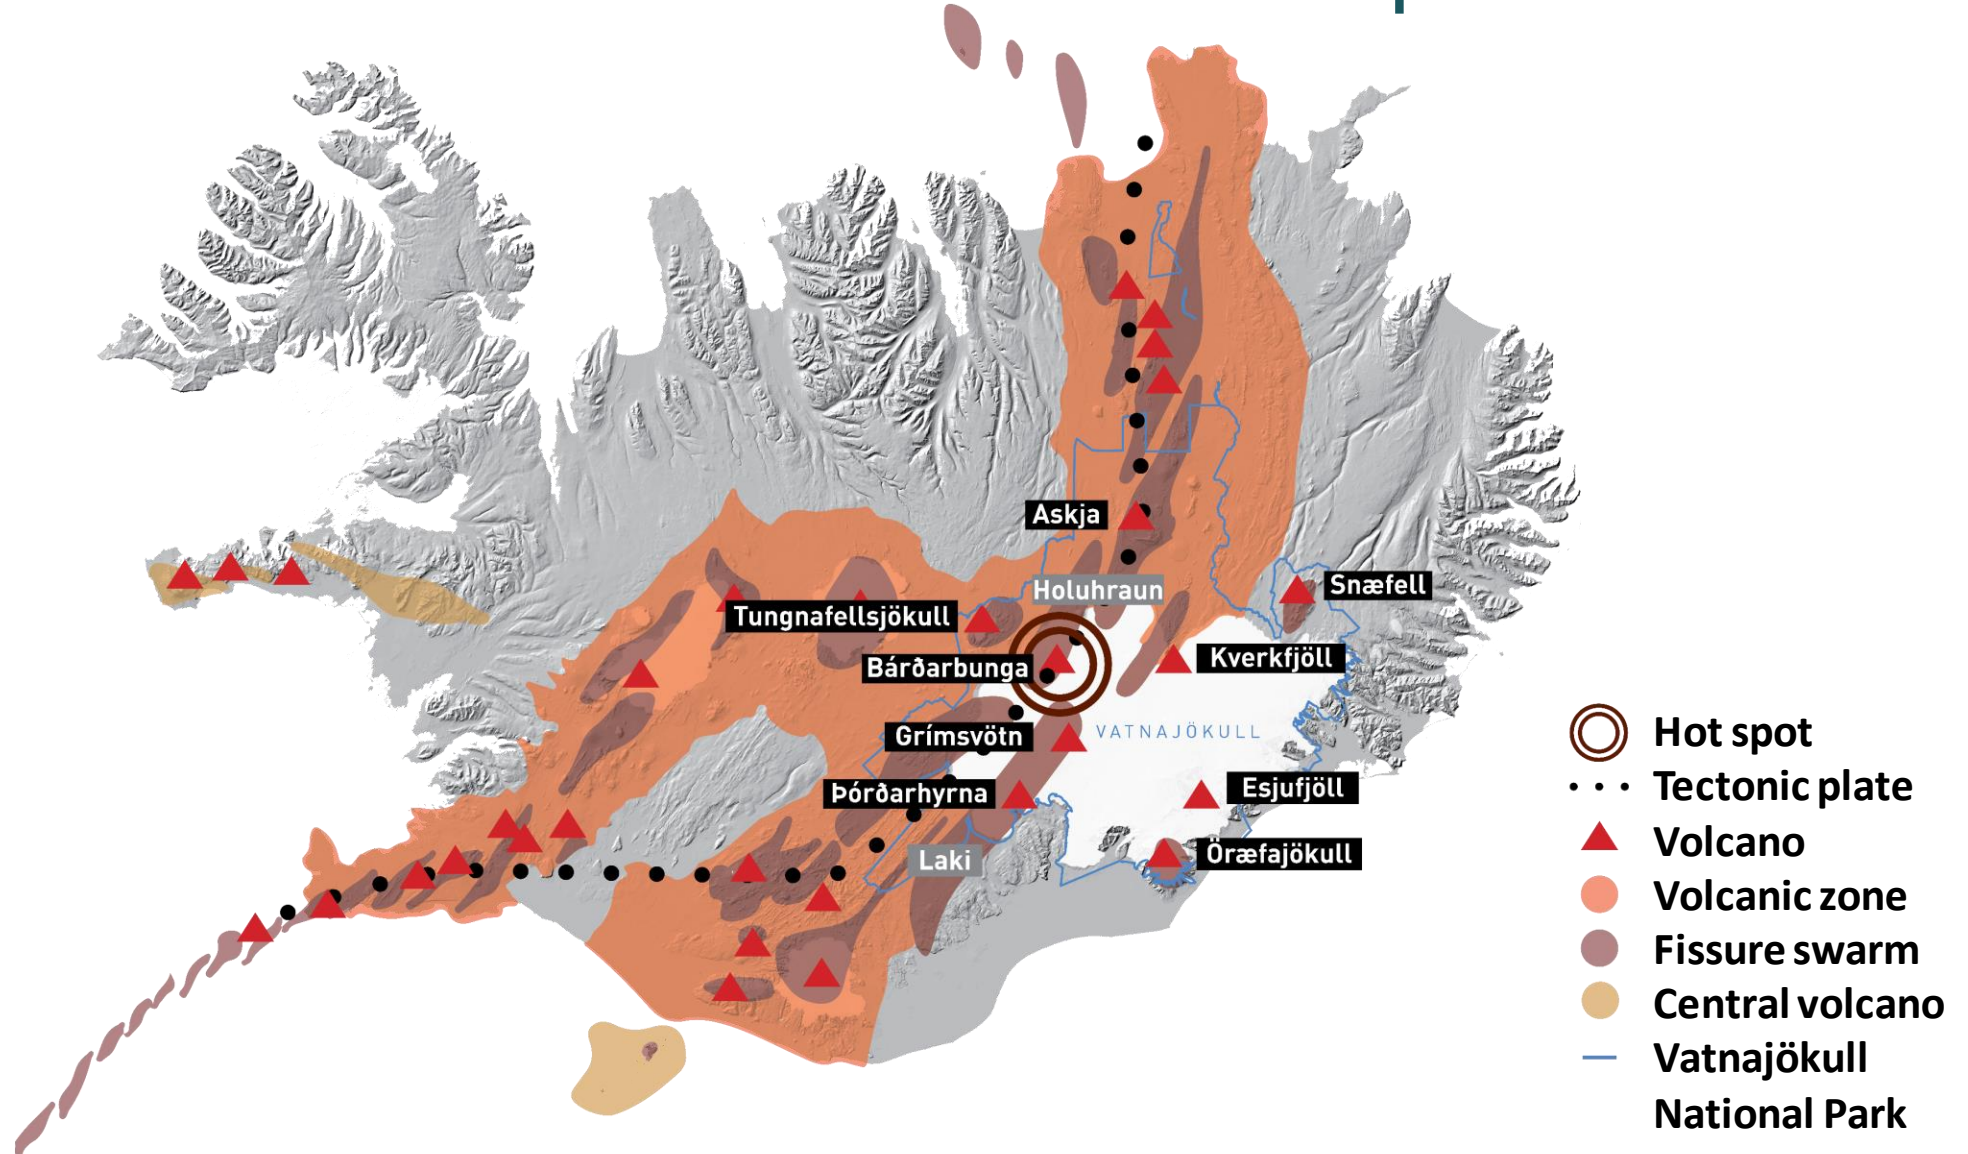 Askja
Holuhraun
Snæfell
Tungnafellsjökull
Bárðarbunga
Kverkfjöll
Grímsvötn
VATNAJÖKULL
Þórðarhyrna
Esjufjöll
Laki
Öræfajökull
Hot spot
Tectonic plate
Volcano
Volcanic zone
Fissure swarm
Central volcano
Vatnajökull
National Park